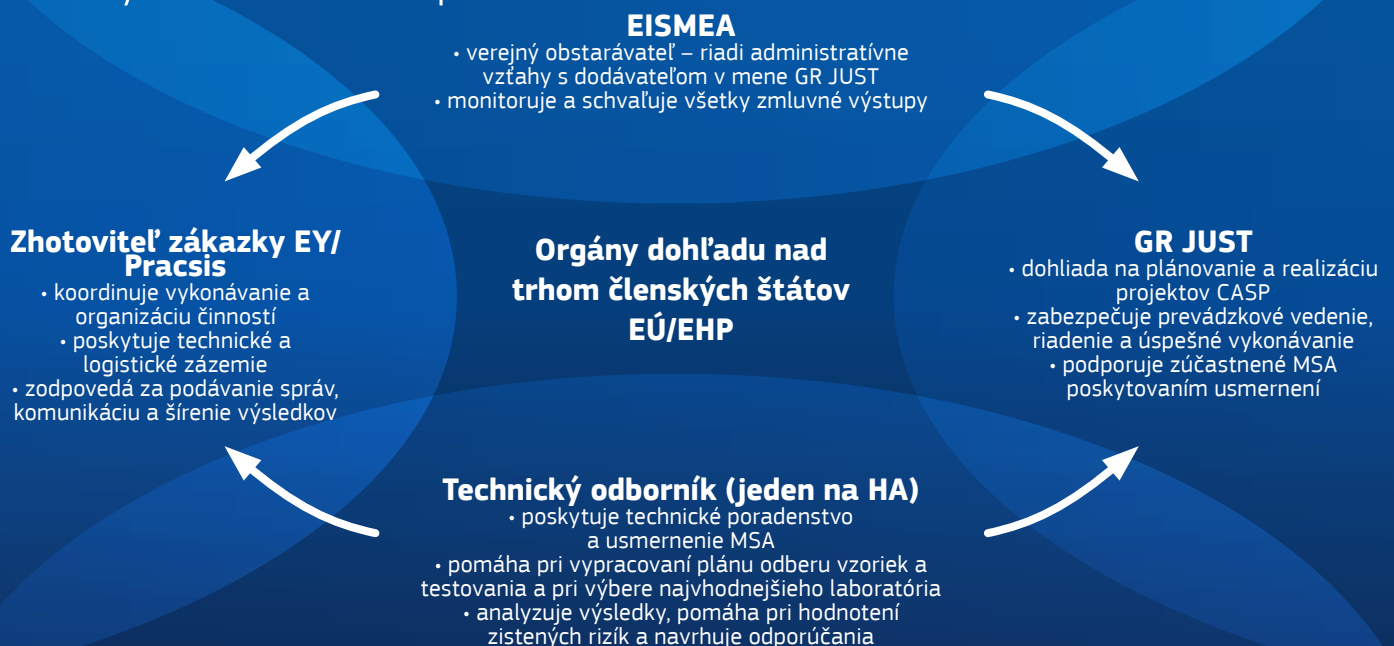 EISMEA
• verejný obstarávateľ – riadi administratívne
vzťahy s dodávateľom v mene GR JUST
• monitoruje a schvaľuje všetky zmluvné výstupy
Zhotoviteľ zákazky EY/
Pracsis
• koordinuje vykonávanie a
organizáciu činností
• poskytuje technické a
logistické zázemie
• zodpovedá za podávanie správ,
komunikáciu a šírenie výsledkov
Orgány dohľadu nad
trhom členských štátov
EÚ/EHP
GR JUST
• dohliada na plánovanie a realizáciu
projektov CASP
• zabezpečuje prevádzkové vedenie,
riadenie a úspešné vykonávanie
• podporuje zúčastnené MSA
poskytovaním usmernení
Technický odborník (jeden na HA)
• poskytuje technické poradenstvo
a usmernenie MSA
• pomáha pri vypracovaní plánu odberu vzoriek a
testovania a pri výbere najvhodnejšieho laboratória
• analyzuje výsledky, pomáha pri hodnotení
zistených rizík a navrhuje odporúčania